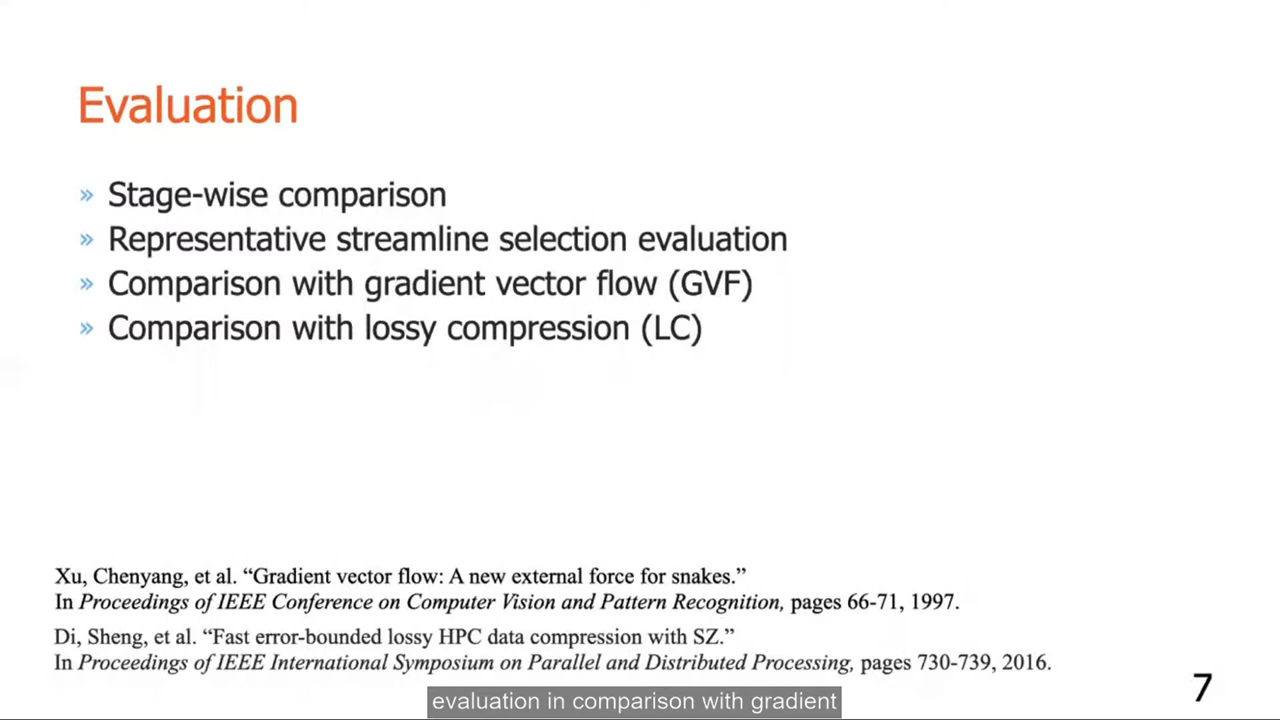 Evaluation
» Stage-wise comparison
» Representative streamline selection evaluation
» Comparison with gradient vector flow (GVF)
» Comparison with lossy compression (LC)
Xu, Chenyang, et al. “Gradient vector flow: A new external force for snakes.”
In Proceedings of IEEE Conference on Computer Vision and Pattern Recognition, pages 66-71, 1997.
Di, Sheng, et al. “Fast error-bounded lossy HPC data compression with SZ.”
In Proceedings of IEEE International Symposium on Parallel and Distributed Processing, pages 730-739, 2016.
7
evaluation in comparison with gradient